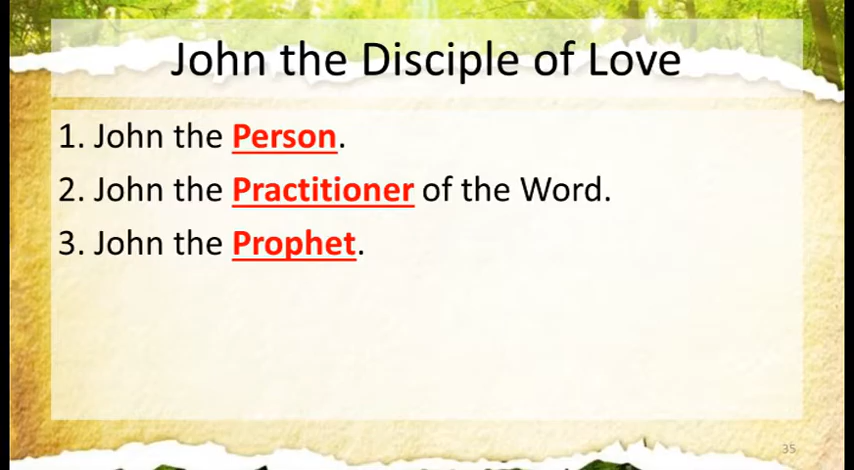 John the Disciple of Love
1. John the Person.
2. John the Practitioner of the Word.
3. John the Prophet.
35